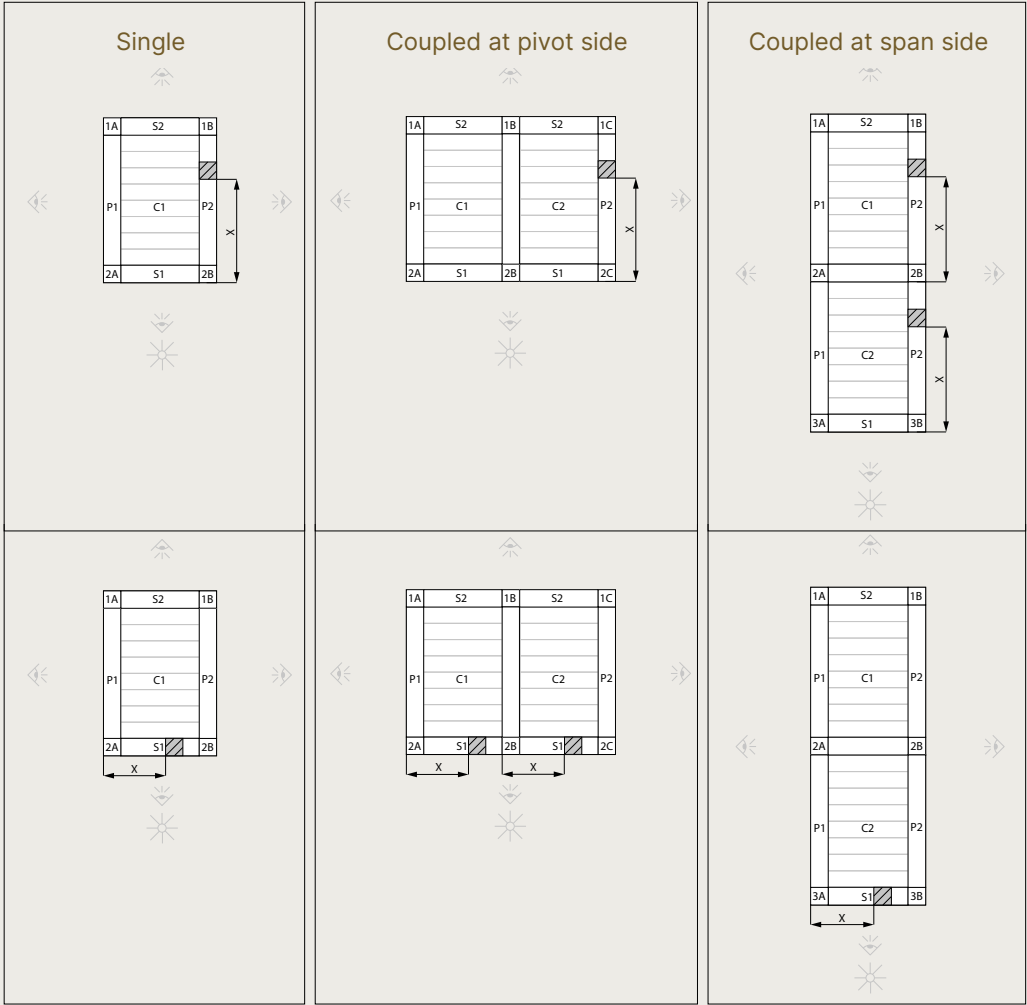 Single
1A S2 1B
P1 C1 P2
X
2A S1 2B
Coupled at pivot side
1A S2 1B S2 1C
P1 C1 C2 P2
X
2A S1 2B S1 2C
Coupled at span side
1A S2 1B
P1 C1 P2
X
2A 2B
P1 C2 P2
X
3A S1 3B
1A S2 1B
P1 C1 P2
2A S1 2B
X
1A S2 1B S2 1C
P1 C1 C2 P2
2A S1 2B S1 2C
X X
1A S2 1B
P1 C1 P2
2A 2B
P1 C2 P2
3A S1 3B
X